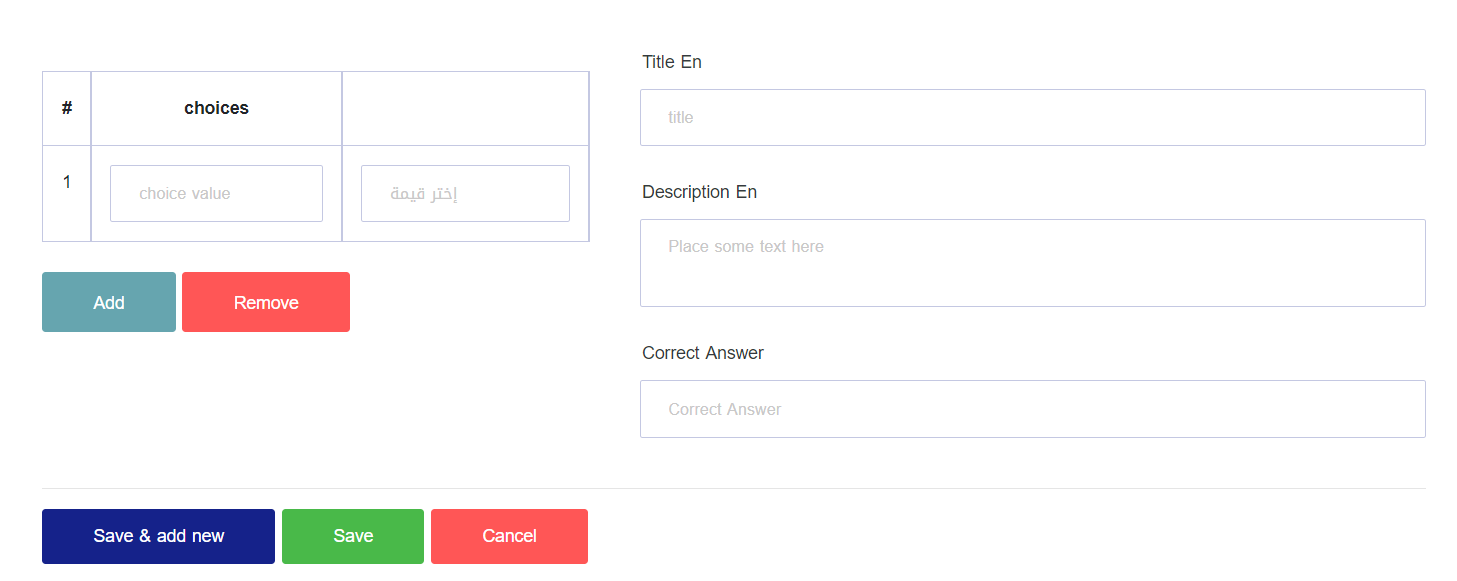 # choices
1 choice value إختر قيمة
Add Remove
Title En
title
Description En
Place some text here
Correct Answer
Correct Answer
Save & add new Save Cancel